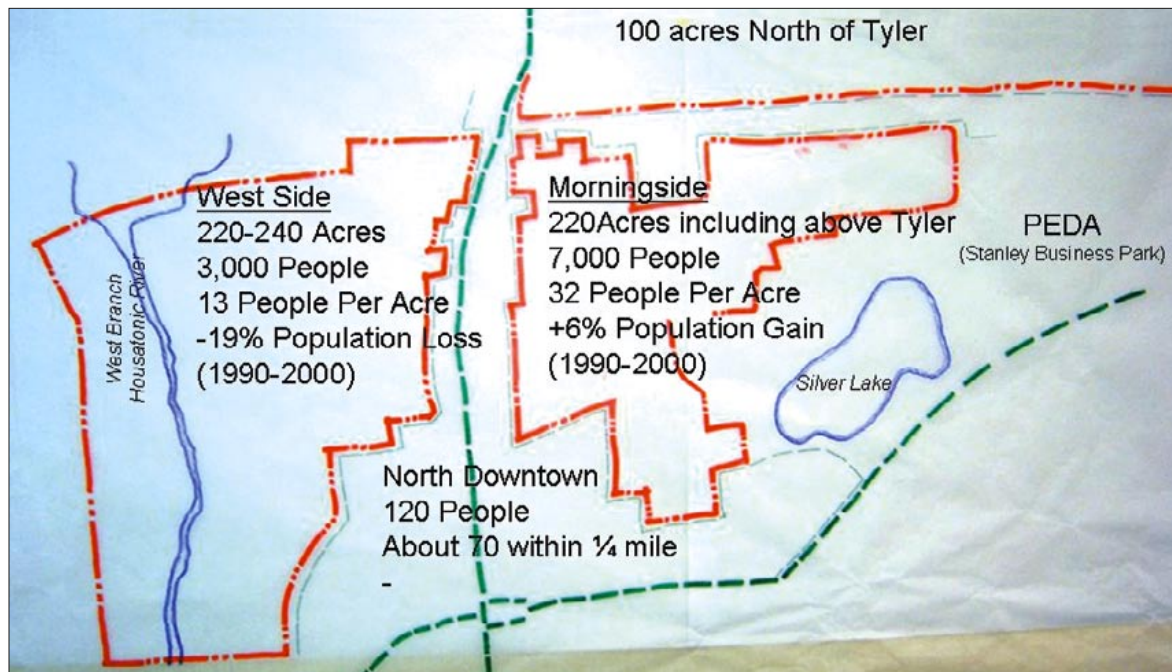 100 acres North of Tyler
West Side
220-240 Acres
3,000 People
13 People Per Acre
-19% Population Loss
(1990-2000)
West Branch
Housatonic River
Morningside
220Acres including above Tyler
7,000 People
32 People Per Acre
+6% Population Gain
(1990-2000)
PEDA
(Stanley Business Park)
Silver Lake
North Downtown
120 People
About 70 within ¼ mile
-